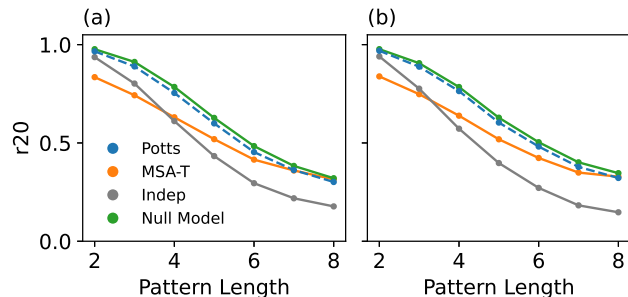 (a)
(b)
1.0
0.5
0.0
r20
Potts
MSA-T
Indep
Null Model
2 4 6 8
2 4 6 8
Pattern Length
Pattern Length